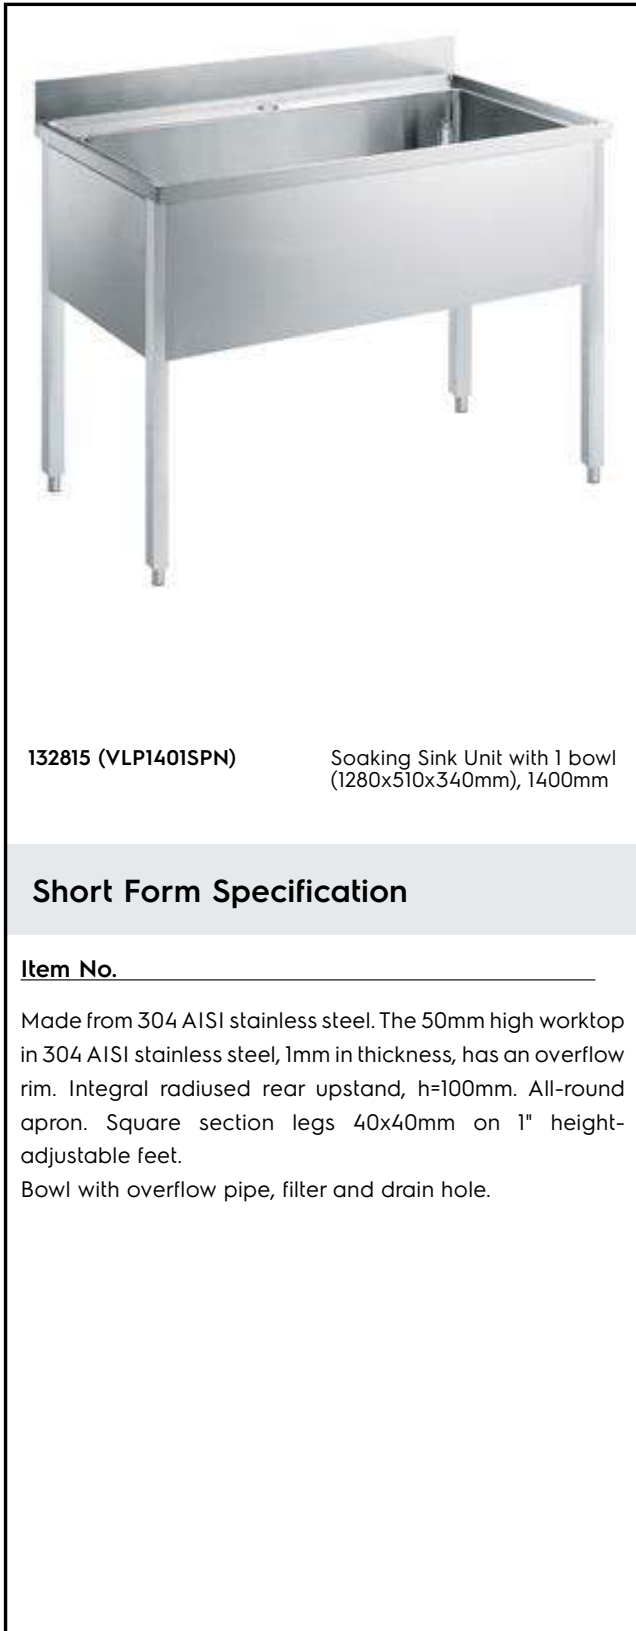 132815 (VLP1401SPN)
Soaking Sink Unit with 1 bowl
(1280x510x340mm), 1400mm
Short Form Specification
Item No.
Made from 304 AISI stainless steel. The 50mm high worktop
in 304 AISI stainless steel, 1mm in thickness, has an overflow
rim. Integral radiused rear upstand, h=100mm. All-round
apron. Square section legs 40x40mm on 1" height-
adjustable feet.
Bowl with overflow pipe, filter and drain hole.